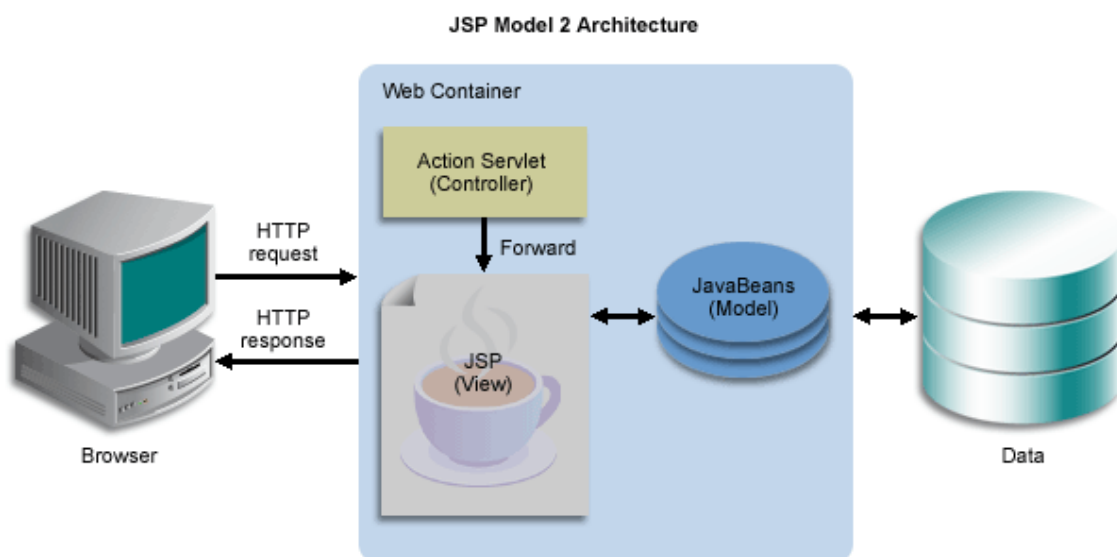 JSP Model 2 Architecture
Web Container
Action Servlet
(Controller)
HTTP
request
Forward
JavaBeans
(Model)
HTTP
response
JSP
(View)
Browser
Data